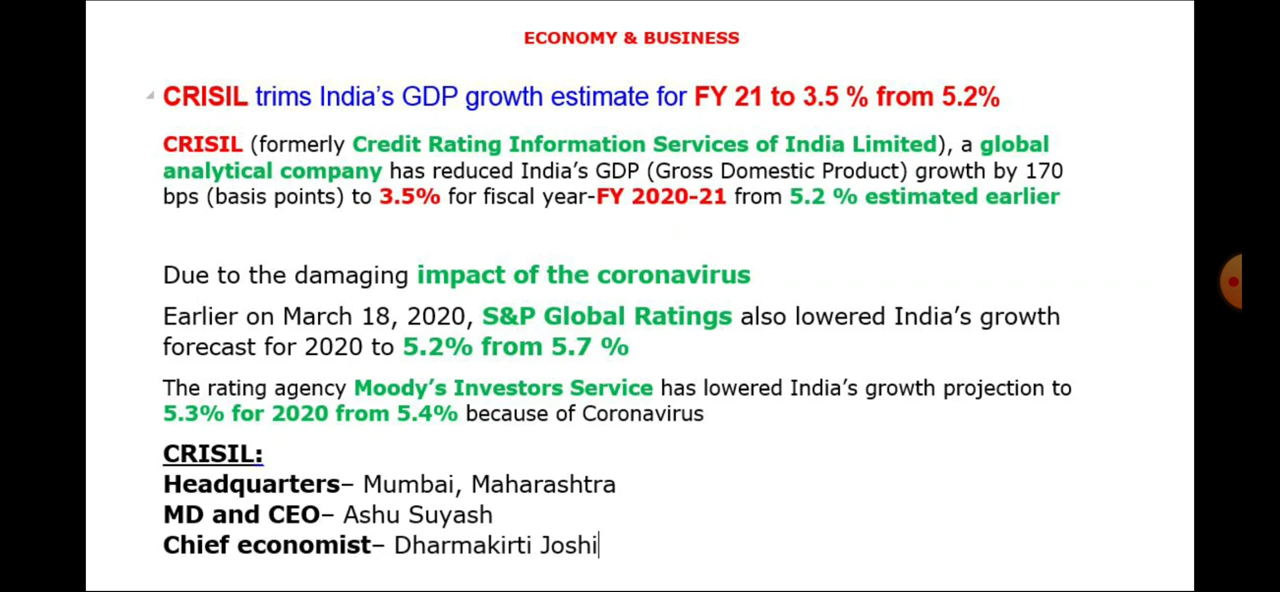 ECONOMY & BUSINESS
CRISIL trims India's GDP growth estimate for FY 21 to 3.5 % from 5.2%
CRISIL (formerly Credit Rating Information Services of India Limited), a global
analytical company has reduced India's GDP (Gross Domestic Product) growth by 170
bps (basis points) to 3.5% for fiscal year-FY 2020-21 from 5.2 % estimated earlier
Due to the damaging impact of the coronavirus
Earlier on March 18, 2020, S&P Global Ratings also lowered India's growth
forecast for 2020 to 5.2% from 5.7 %
The rating agency Moody's Investors Service has lowered India's growth projection to
5.3% for 2020 from 5.4% because of Coronavirus
CRISIL:
Headquarters– Mumbai, Maharashtra
MD and CEO– Ashu Suyash
Chief economist– Dharmakirti Joshi